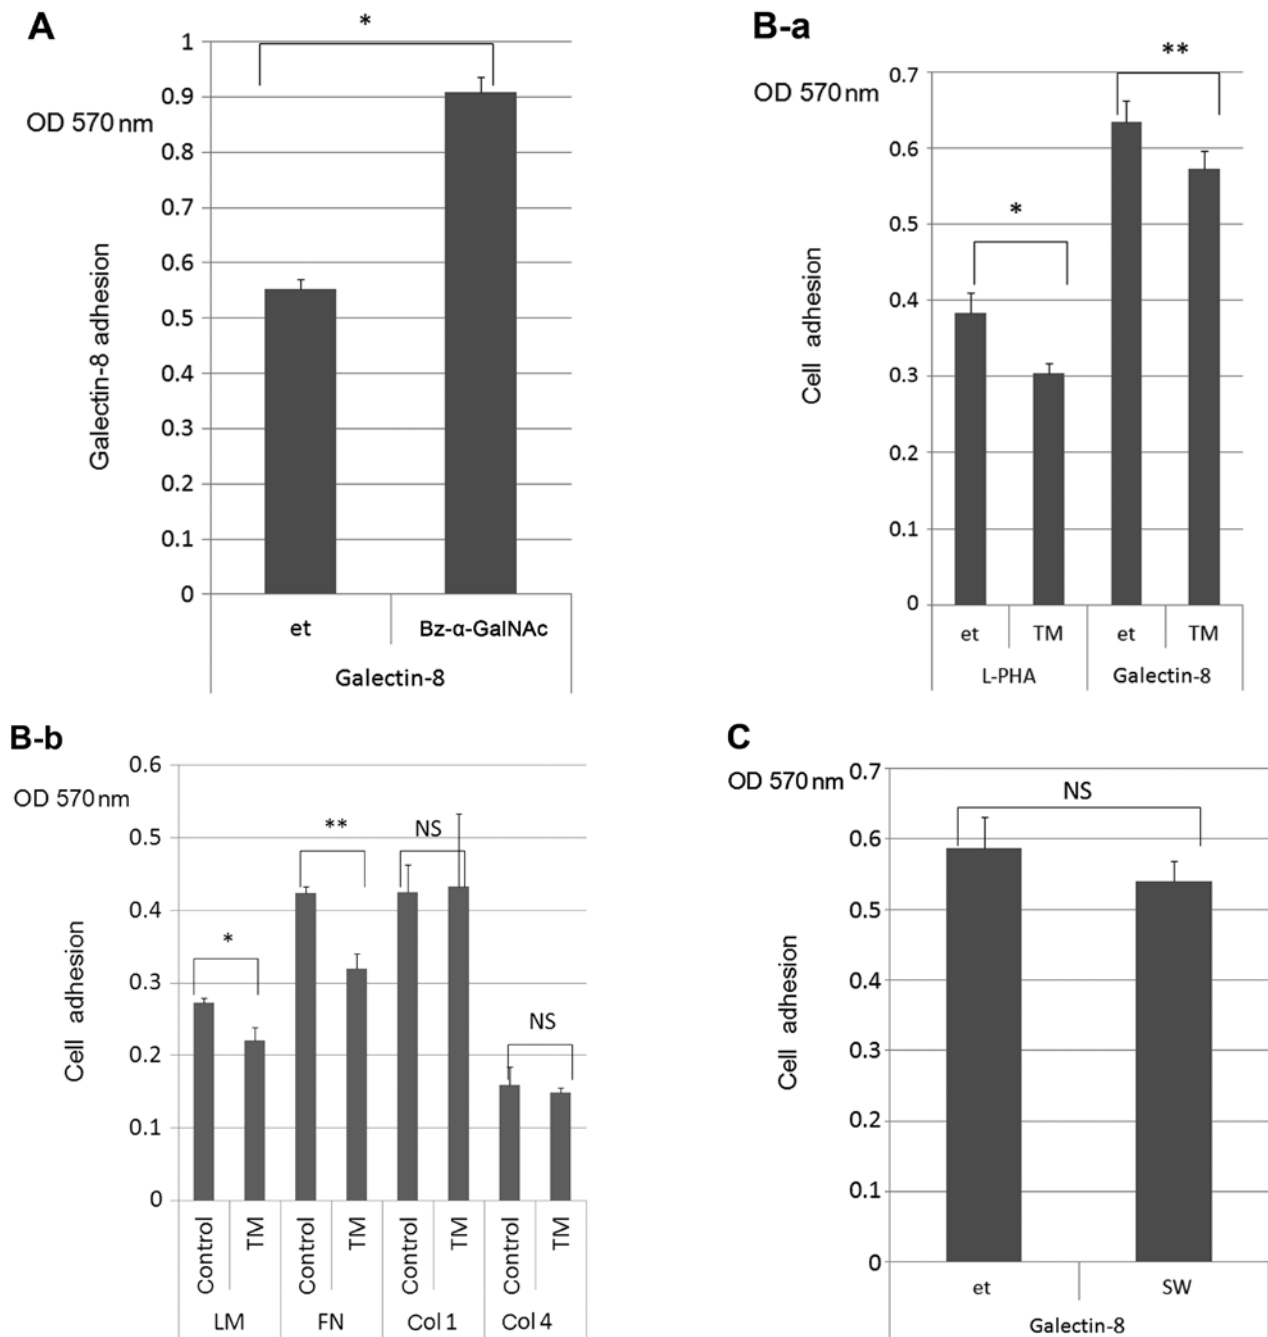 A
*
OD 570 nm
Galectin-8 adhesion
1
0.9
0.8
0.7
0.6
0.5
0.4
0.3
0.2
0.1
0
et
Bz-α-GalNAc
Galectin-8
B-a
**
OD 570 nm
Cell adhesion
0.7
0.6
0.5
*
0.4
0.3
0.2
0.1
0
et TM et TM
L-PHA Galectin-8
B-b
OD 570 nm
Cell adhesion
0.6
0.5
0.4
0.3
0.2
0.1
0
*
**
NS
NS
Control TM Control TM Control TM Control TM
LM FN Col 1 Col 4
C
OD 570 nm
Cell adhesion
0.7
NS
0.6
0.5
0.4
0.3
0.2
0.1
0
et SW
Galectin-8